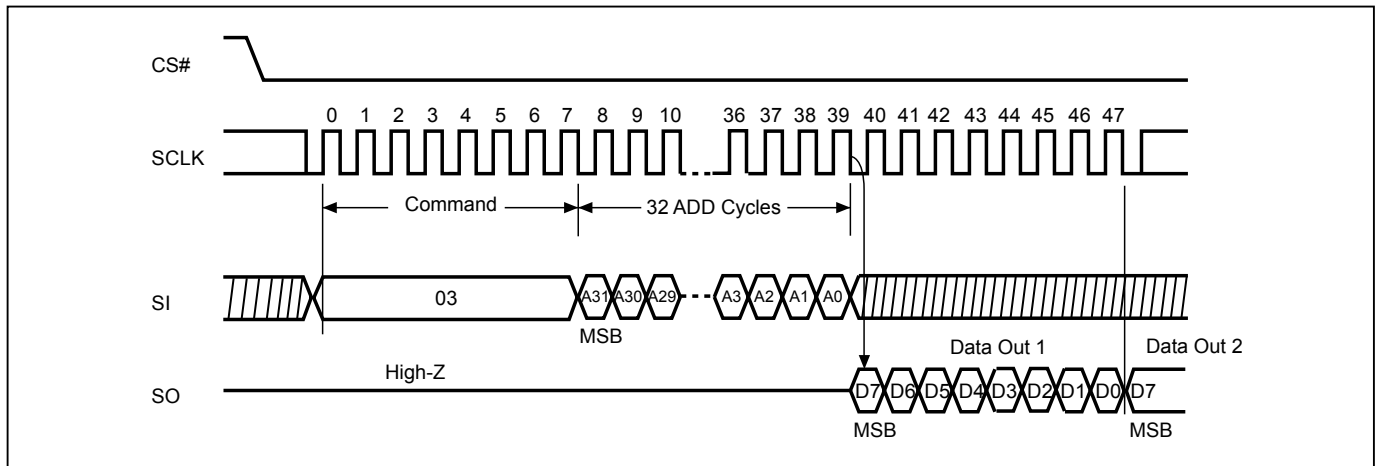 CS#
0 1 2 3 4 5 6 7 8 9 10 36 37 38 39 40 41 42 43 44 45 46 47
SCLK
Command 32 ADD Cycles
SI 03 A31 A30 A29 A3 A2 A1 A0
MSB
Data Out 1 Data Out 2
High-Z
SO D7 D6 D5 D4 D3 D2 D1 D0 D7
MSB MSB